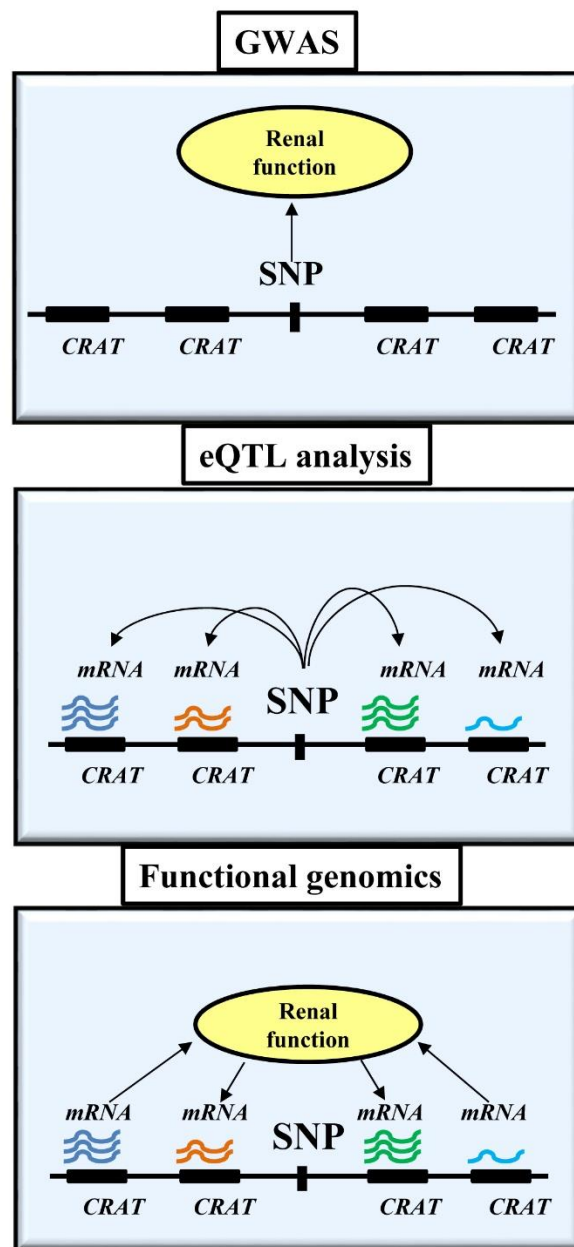 GWAS
Renal
function
SNP
CRAT CRAT CRAT CRAT
eQTL analysis
mRNA mRNA mRNA mRNA
SNP
CRAT CRAT CRAT CRAT
Functional genomics
Renal
function
mRNA mRNA mRNA mRNA
SNP
CRAT CRAT CRAT CRAT